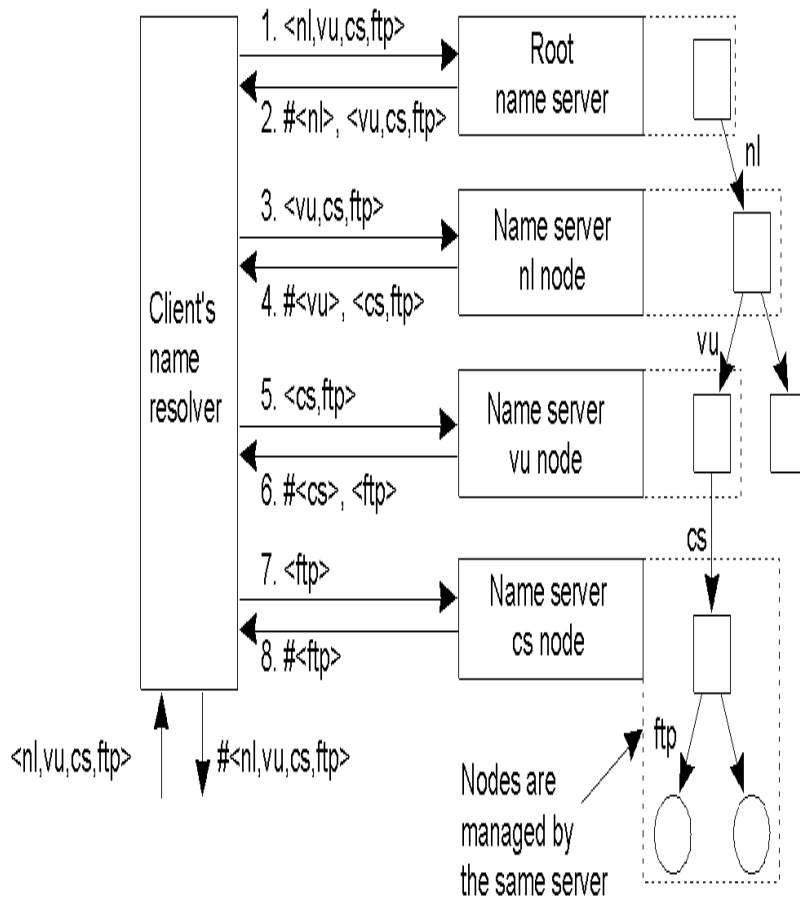 1. <nl,vu,cs,ftp>
2. #<nl>, <vu,cs,ftp>
Root
name server
nl
3. <vu,cs,ftp>
4. #<vu>, <cs,ftp>
Name server
nl node
vu
Client's
name
resolver
5. <cs,ftp>
6. #<cs>, <ftp>
Name server
vu node
cs
7. <ftp>
8. #<ftp>
Name server
cs node
ftp
<nl,vu,cs,ftp>
#<nl,vu,cs,ftp>
Nodes are
managed by
the same server